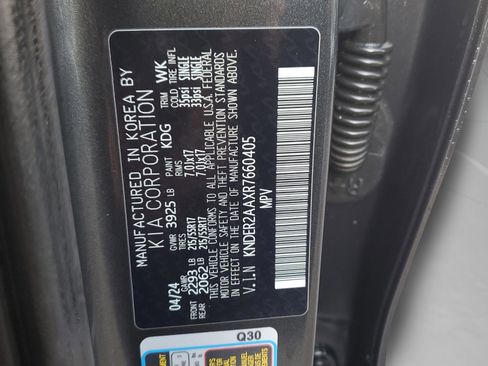 MANUFACTURED IN KOREA BY
KIA CORPORATION
04/24 GVWR 3925 LB PAINT KDG TRIM WK
GAWR TIRES RIMS COLD TIRE INFL
FRONT 2293 LB 215/55R17 7.0Jx17 35psi SINGLE
REAR 2062 LB 215/55R17 7.0Jx17 33psi SINGLE
THIS VEHICLE CONFORMS TO ALL APPLICABLE U.S.A. FEDERAL
MOTOR VEHICLE SAFETY AND THEFT PREVENTION STANDARDS
IN EFFECT ON THE DATE OF MANUFACTURE SHOWN ABOVE.
V.I.N KNDER2AAXR7660405
MPV
Q30